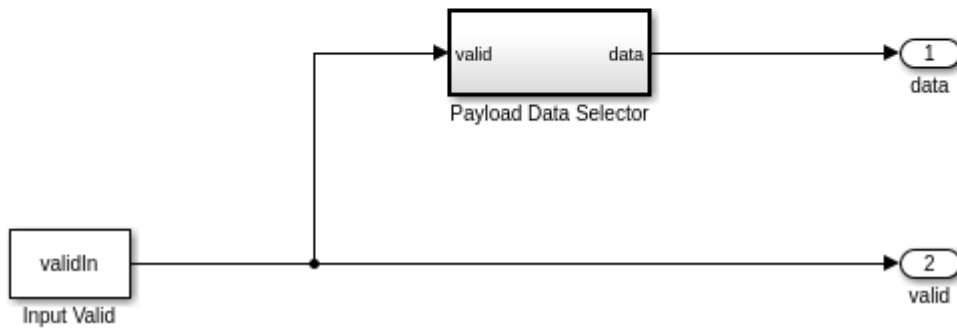 valid
data
Payload Data Selector
1
data
validIn
Input Valid
2
valid